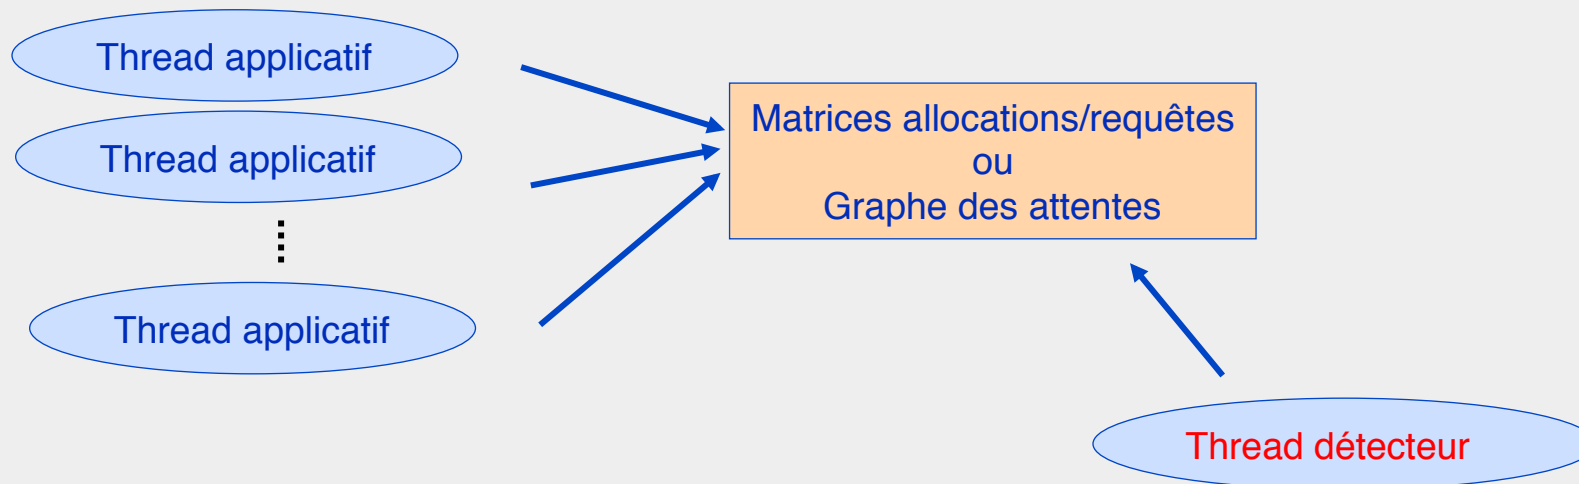 Thread applicatif
Thread applicatif
Thread applicatif
Matrices allocations/requêtes
ou
Graphe des attentes
Thread détecteur